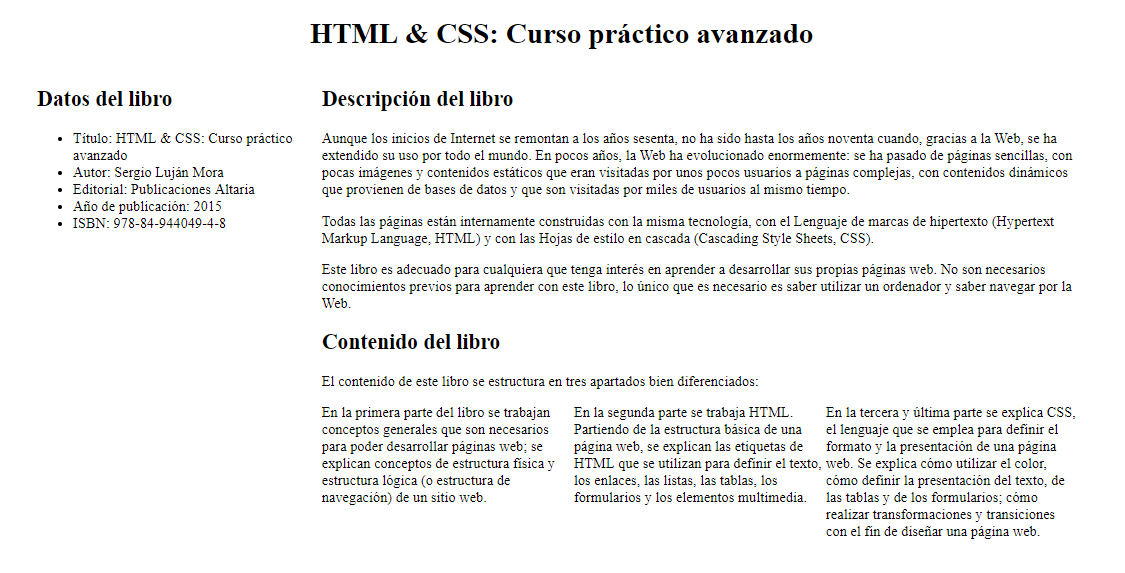 HTML & CSS: Curso práctico avanzado
Datos del libro
Título: HTML & CSS: Curso práctico
avanzado
Autor: Sergio Luján Mora
Editorial: Publicaciones Altaria
Año de publicación: 2015
ISBN: 978-84-944049-4-8
Descripción del libro
Aunque los inicios de Internet se remontan a los años sesenta, no ha sido hasta los años noventa cuando, gracias a la Web, se ha
extendido su uso por todo el mundo. En pocos años, la Web ha evolucionado enormemente: se ha pasado de páginas sencillas, con
pocas imágenes y contenidos estáticos que eran visitadas por unos pocos usuarios a páginas complejas, con contenidos dinámicos
que provienen de bases de datos y que son visitadas por miles de usuarios al mismo tiempo.
Todas las páginas están internamente construidas con la misma tecnología, con el Lenguaje de marcas de hipertexto (Hypertext
Markup Language, HTML) y con las Hojas de estilo en cascada (Cascading Style Sheets, CSS).
Este libro es adecuado para cualquiera que tenga interés en aprender a desarrollar sus propias páginas web. No son necesarios
conocimientos previos para aprender con este libro, lo único que es necesario es saber utilizar un ordenador y saber navegar por la
Web.
Contenido del libro
El contenido de este libro se estructura en tres apartados bien diferenciados:
En la primera parte del libro se trabajan
conceptos generales que son necesarios
para poder desarrollar páginas web; se
explican conceptos de estructura física y
estructura lógica (o estructura de
navegación) de un sitio web.
En la segunda parte se trabaja HTML.
Partiendo de la estructura básica de una
página web, se explican las etiquetas de
HTML que se utilizan para definir el texto,
los enlaces, las listas, las tablas, los
formularios y los elementos multimedia.
En la tercera y última parte se explica CSS,
el lenguaje que se emplea para definir el
formato y la presentación de una página
web. Se explica cómo utilizar el color,
cómo definir la presentación del texto, de
las tablas y de los formularios; cómo
realizar transformaciones y transiciones
con el fin de diseñar una página web.